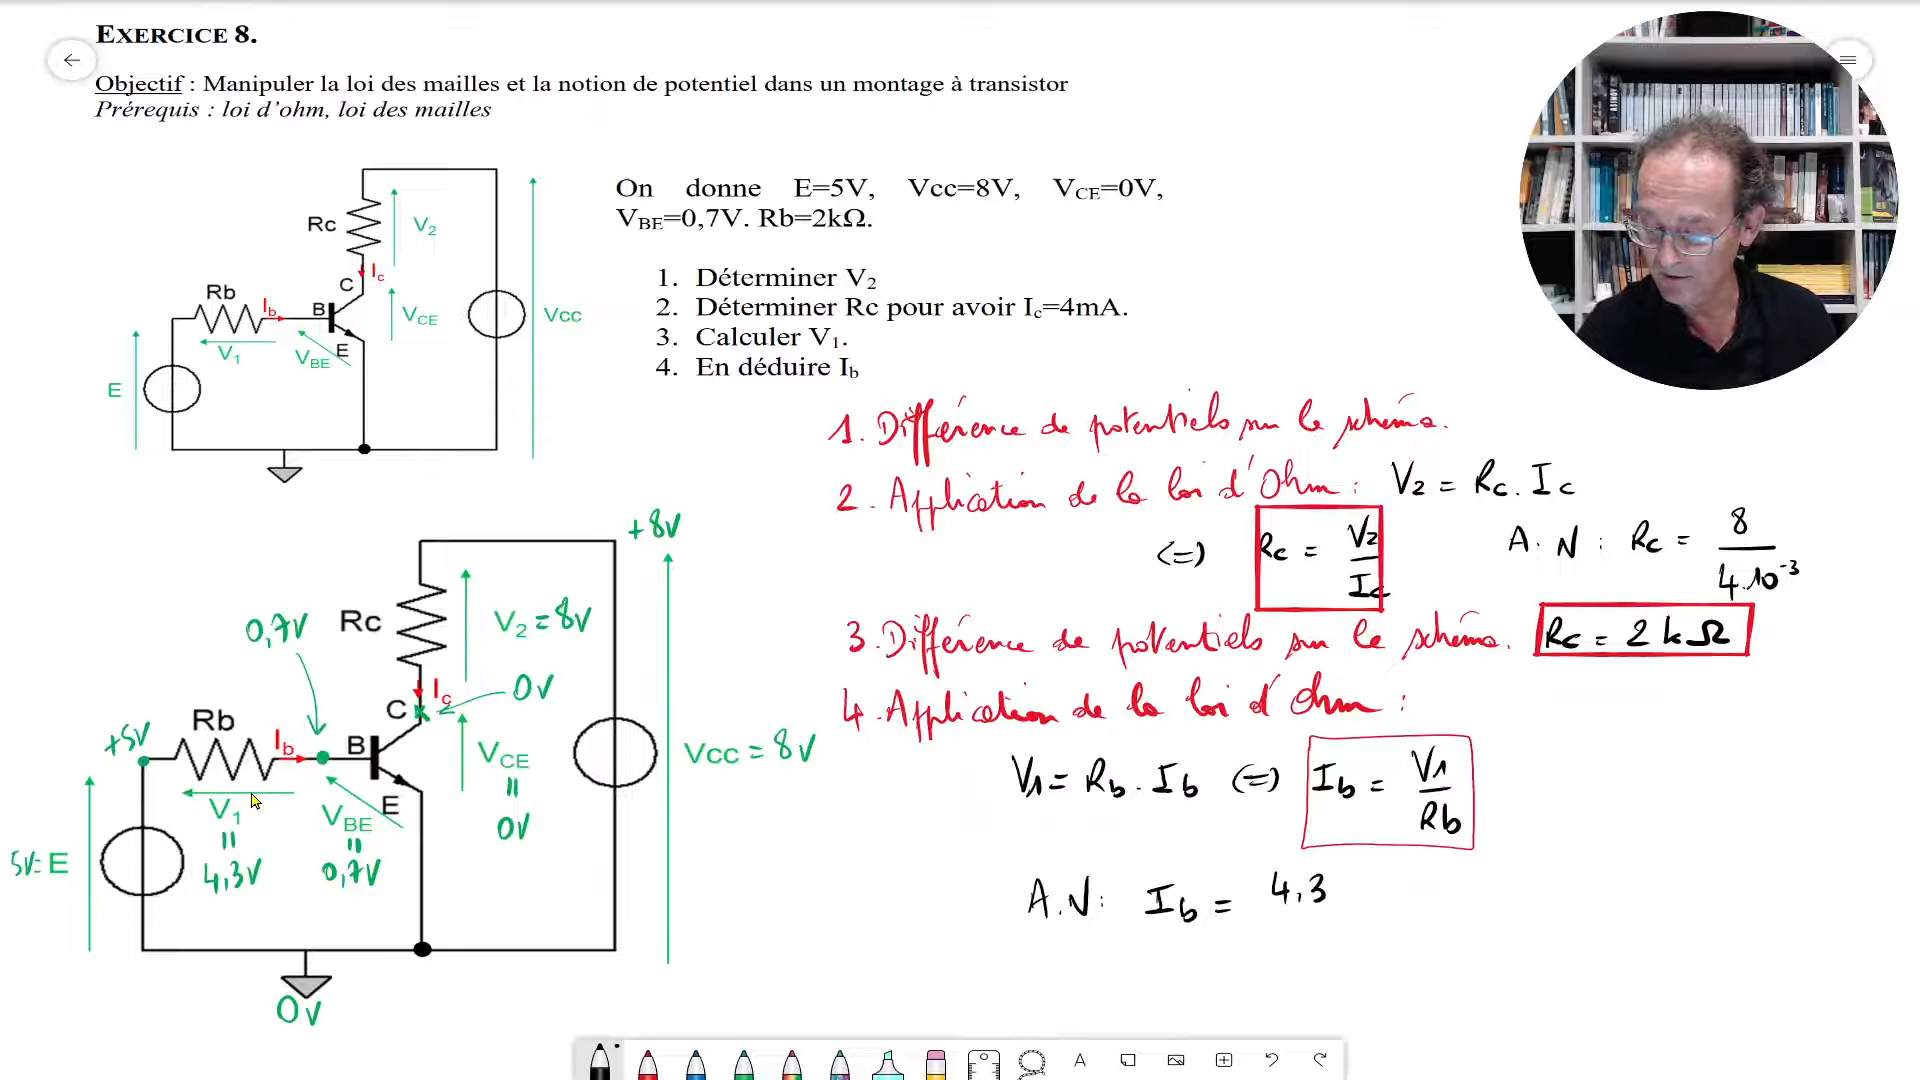 EXERCICE 8.
Objectif : Manipuler la loi des mailles et la notion de potentiel dans un montage à transistor
Prérequis : loi d'ohm, loi des mailles
On donne E=5V, Vcc=8V, VCE=0V,
VBE=0,7V. Rb=2kΩ.
1. Déterminer V2
2. Déterminer Rc pour avoir Ic=4mA.
3. Calculer V1.
4. En déduire Ib
Rc
V2
Ic
C
Rb
Ib
B
VCE
Vcc
V1
VBE
E
E
1. Différence de potentiels sur le schéma.
2. Application de la loi d'Ohm : V2 = Rc . Ic
(=) Rc = V2 / Ic
A.N : Rc = 8 / 4.10⁻³
Rc = 2 kΩ
3. Différence de potentiels sur le schéma.
4. Application de la loi d'Ohm :
V1 = Rb . Ib (=) Ib = V1 / Rb
A.N : Ib = 4,3
+8V
0,7V
Rc
V2 = 8V
Ic
0V
C
+5V
Rb
Ib
B
VCE
=
0V
Vcc = 8V
V1
=
4,3V
VBE
=
0,7V
E
5V= E
0V
A